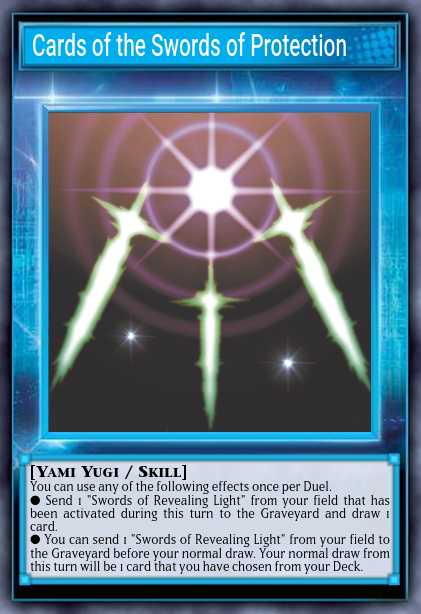 Cards of the Swords of Protection
[Yami Yugi / Skill]
You can use any of the following effects once per Duel.
● Send 1 "Swords of Revealing Light" from your field that has
been activated during this turn to the Graveyard and draw 1
card.
● You can send 1 "Swords of Revealing Light" from your field to
the Graveyard before your normal draw. Your normal draw from
this turn will be 1 card that you have chosen from your Deck.